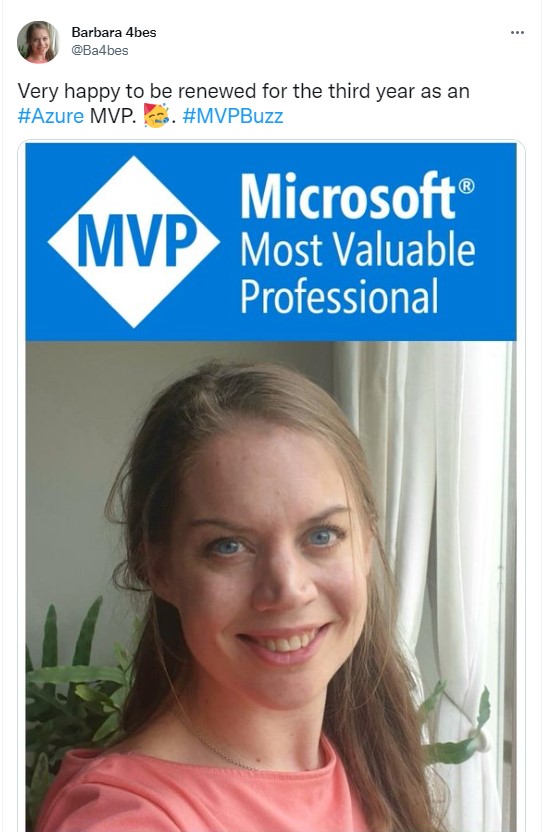 Barbara 4bes
@Ba4bes
Very happy to be renewed for the third year as an
#Azure MVP. 🥳. #MVPBuzz
MVP
Microsoft®
Most Valuable
Professional